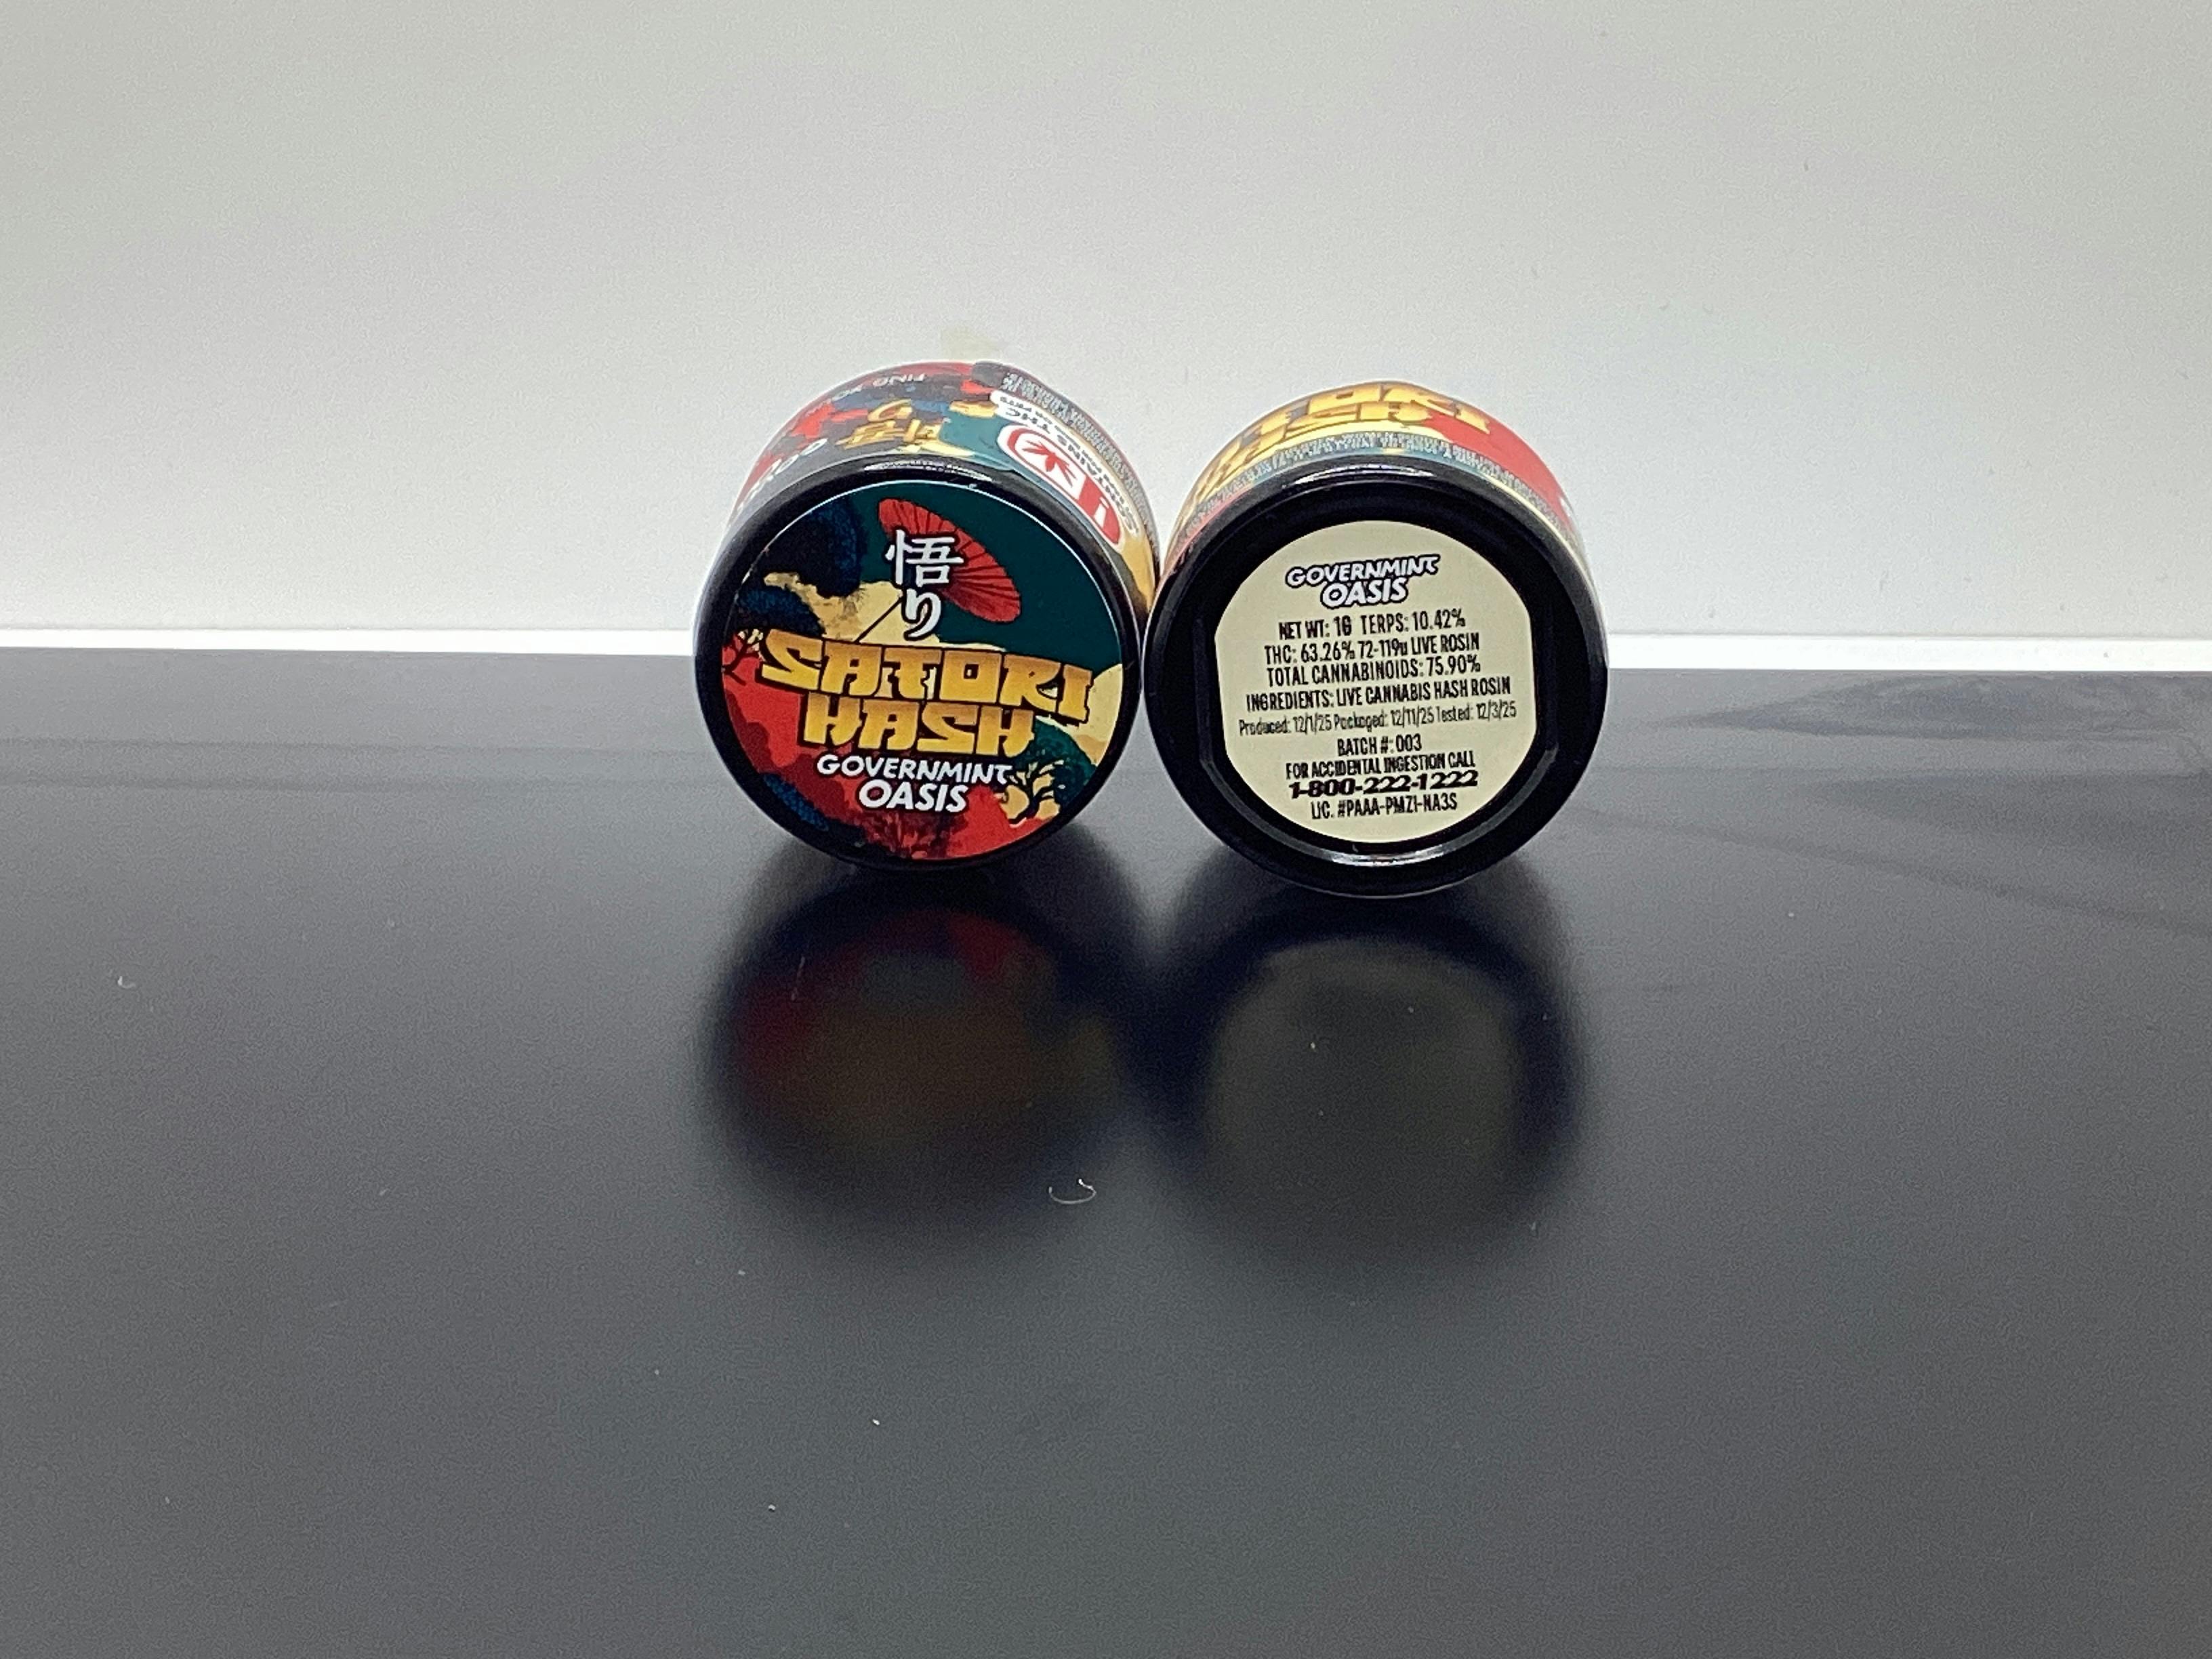 悟り
SATORI
HASH
GOVERNMINT
OASIS
CONTAINS THC
GOVERNMINT
OASIS
NET WT: 1G TERPS: 10.42%
THC: 63.26% 72-119u LIVE ROSIN
TOTAL CANNABINOIDS: 75.90%
INGREDIENTS: LIVE CANNABIS HASH ROSIN
Produced: 12/1/25 Packaged: 12/11/25 Tested: 12/3/25
BATCH #: 003
FOR ACCIDENTAL INGESTION CALL
1-800-222-1222
LIC. #PAAA-PMZI-NA3S